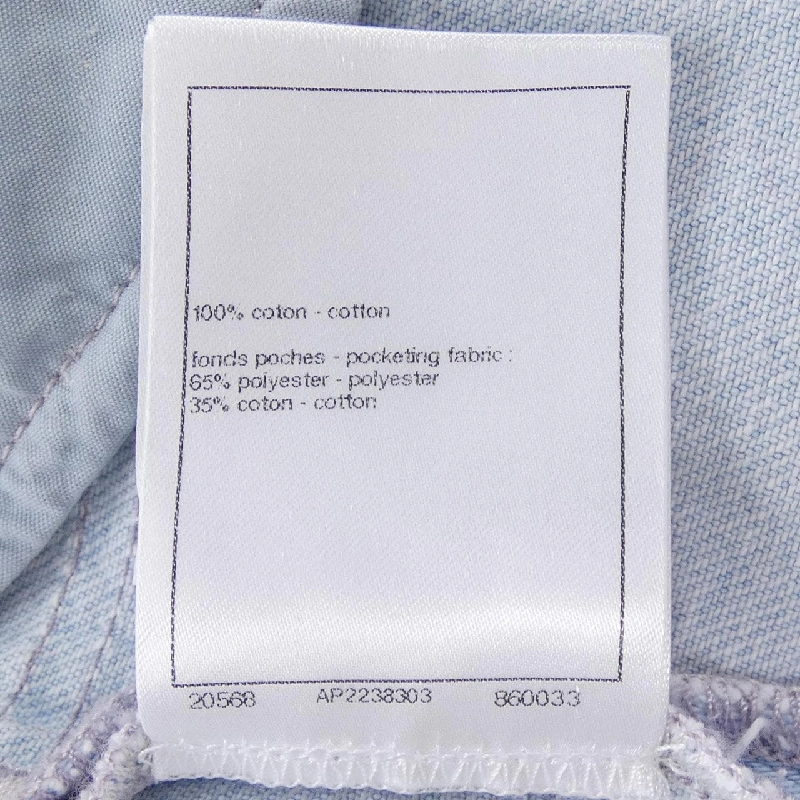 100% coton - cotton
fonds poches - pocketing fabric :
65% polyester - polyester
35% coton - cotton
20568 AP2238303 860033